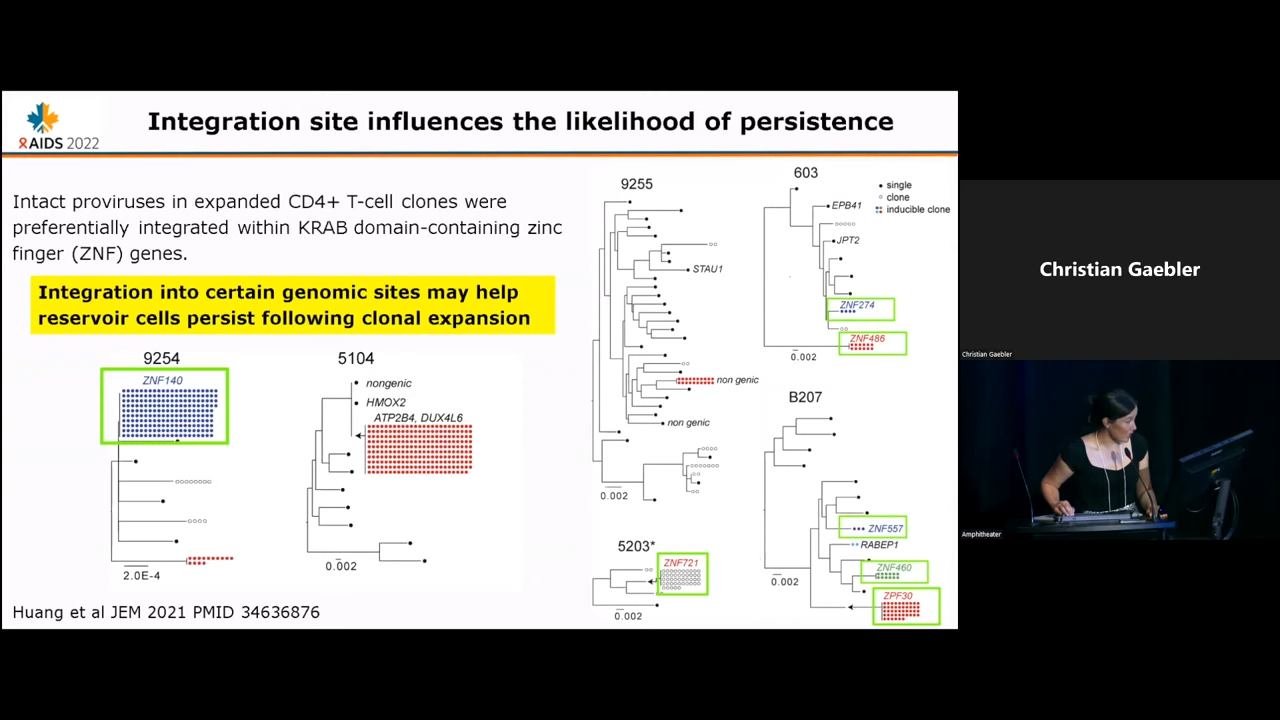 AIDS 2022
Integration site influences the likelihood of persistence
Intact proviruses in expanded CD4+ T-cell clones were
preferentially integrated within KRAB domain-containing zinc
finger (ZNF) genes.
Integration into certain genomic sites may help
reservoir cells persist following clonal expansion
9254
ZNF140
2.0E-4
5104
nongenic
HMOX2
ATP2B4, DUX4L6
0.002
9255
STAU1
non genic
non genic
0.002
5203*
ZNF721
0.002
603
single
clone
inducible clone
EPB41
JPT2
ZNF274
ZNF486
0.002
B207
ZNF557
RABEP1
ZNF460
ZPF30
0.002
Huang et al JEM 2021 PMID 34636876
Christian Gaebler
Christian Gaebler
Amphitheater